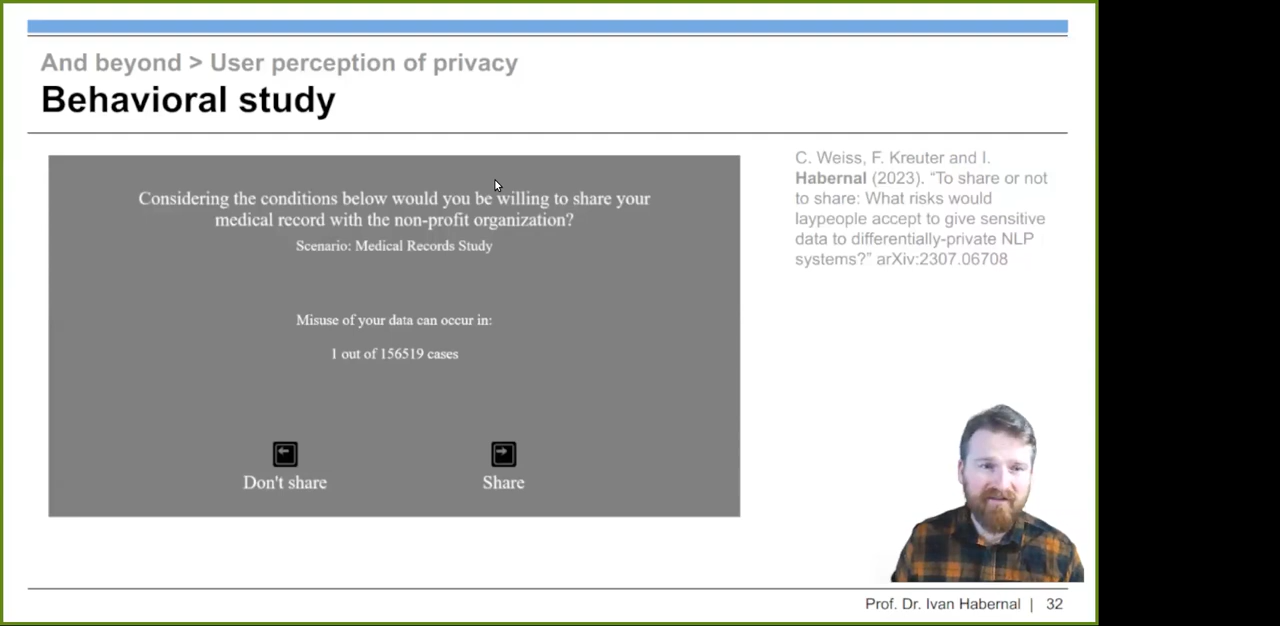 And beyond > User perception of privacy
Behavioral study
Considering the conditions below would you be willing to share your
medical record with the non-profit organization?
Scenario: Medical Records Study
Misuse of your data can occur in:
1 out of 156519 cases
Don't share
Share
C. Weiss, F. Kreuter and I.
Habernal (2023). “To share or not
to share: What risks would
laypeople accept to give sensitive
data to differentially-private NLP
systems?” arXiv:2307.06708
Prof. Dr. Ivan Habernal | 32